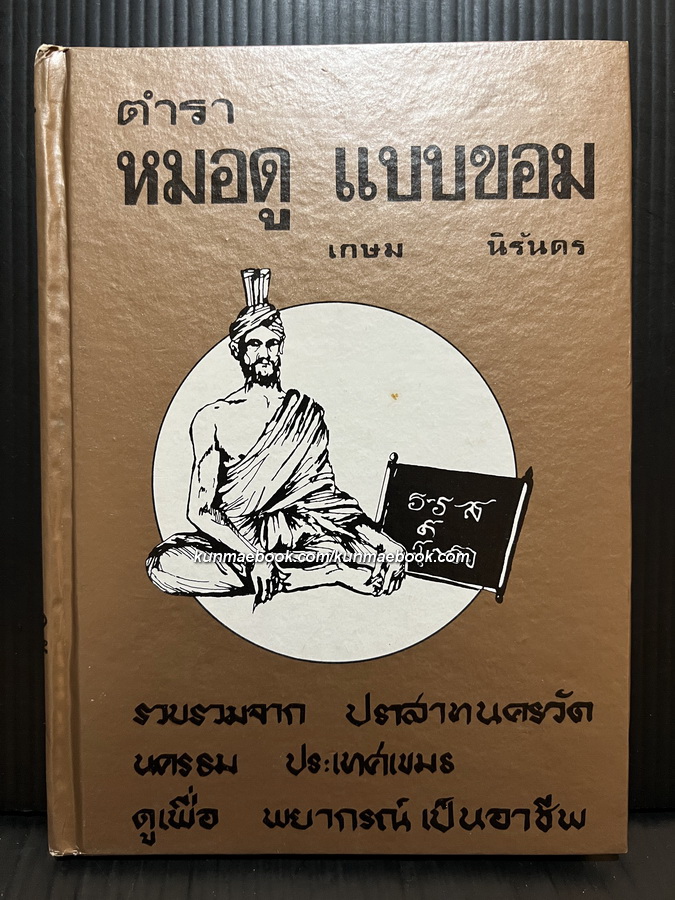 ตำรา
หมอดู แบบขอม
เกษม นิรันดร
kunmaebook.com/kunmaebook.com
รวบรวมจาก ปราสาทนครวัด
นครธม ประเทศเขมร
ดูเพื่อ พยากรณ์ เป็นอาชีพ